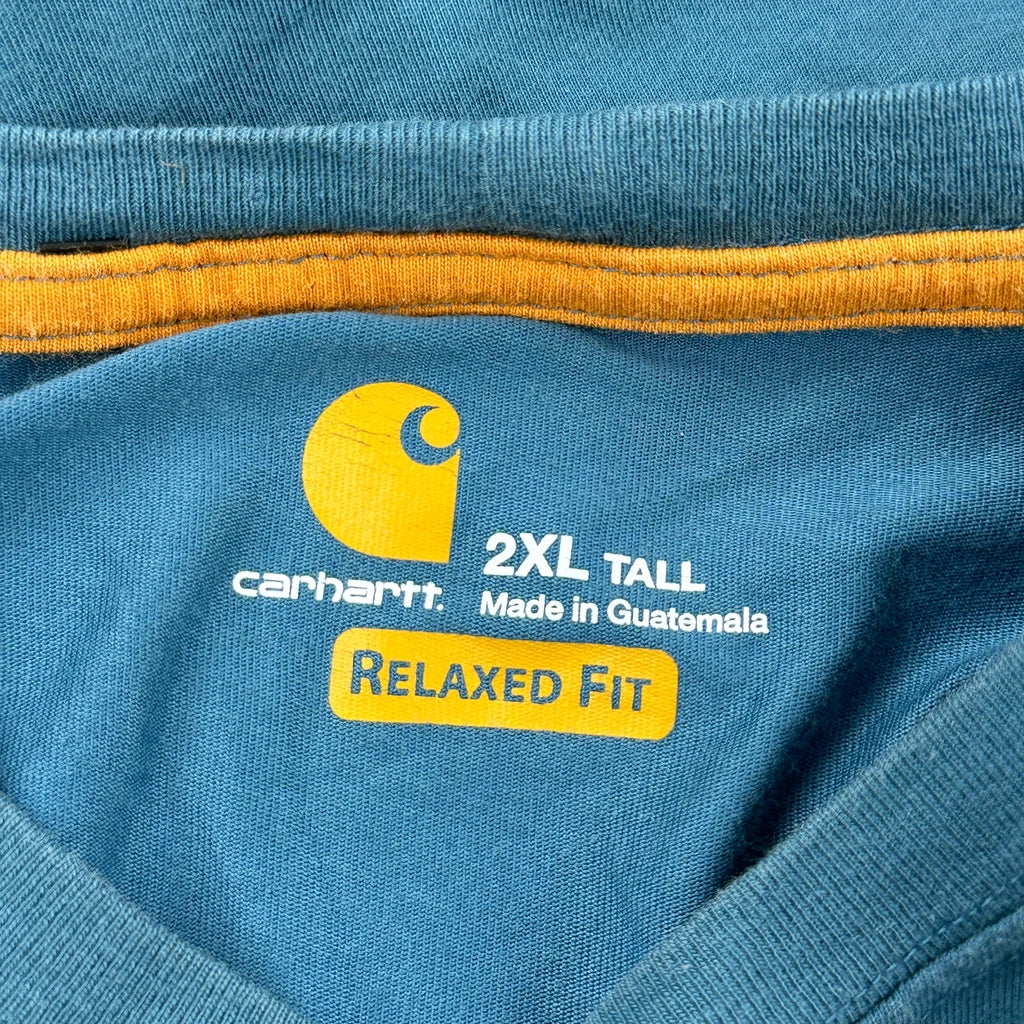 carhartt.
2XL TALL
Made in Guatemala
RELAXED FIT